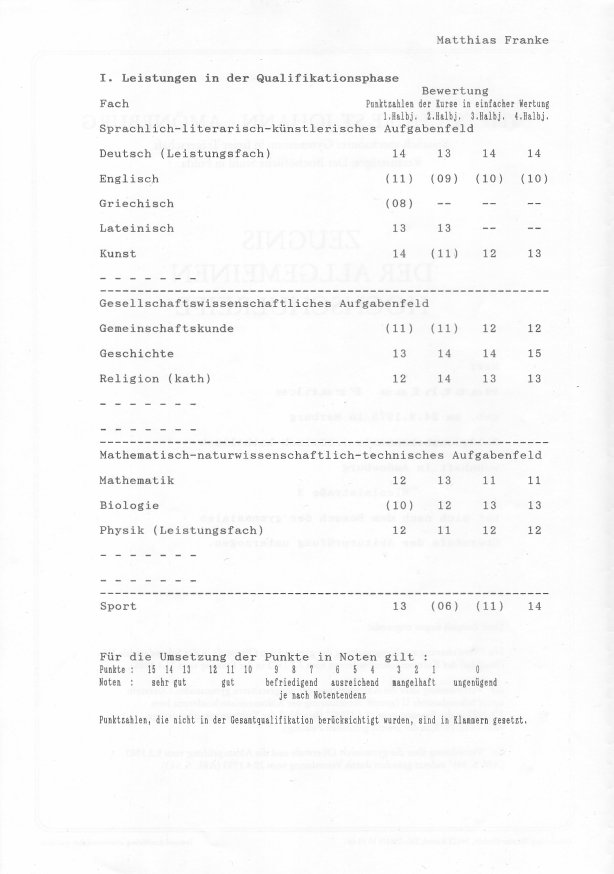 Matthias Franke
I. Leistungen in der Qualifikationsphase
Bewertung
Fach Punktzahlen der Kurse in einfacher Wertung
1.Halbj. 2.Halbj. 3.Halbj. 4.Halbj.
Sprachlich-literarisch-künstlerisches Aufgabenfeld
Deutsch (Leistungsfach) 14 13 14 14
Englisch (11) (09) (10) (10)
Griechisch (08) -- -- --
Lateinisch 13 13 -- --
Kunst 14 (11) 12 13
- - - - - - -
Gesellschaftswissenschaftliches Aufgabenfeld
Gemeinschaftskunde (11) (11) 12 12
Geschichte 13 14 14 15
Religion (kath) 12 14 13 13
- - - - - - -
- - - - - - -
Mathematisch-naturwissenschaftlich-technisches Aufgabenfeld
Mathematik 12 13 11 11
Biologie (10) 12 13 13
Physik (Leistungsfach) 12 11 12 12
- - - - - - -
- - - - - - -
Sport 13 (06) (11) 14
Für die Umsetzung der Punkte in Noten gilt :
Punkte : 15 14 13 12 11 10 9 8 7 6 5 4 3 2 1 0
Noten : sehr gut gut befriedigend ausreichend mangelhaft ungenügend
je nach Notentendenz
Punktzahlen, die nicht in der Gesamtqualifikation berücksichtigt wurden, sind in Klammern gesetzt.